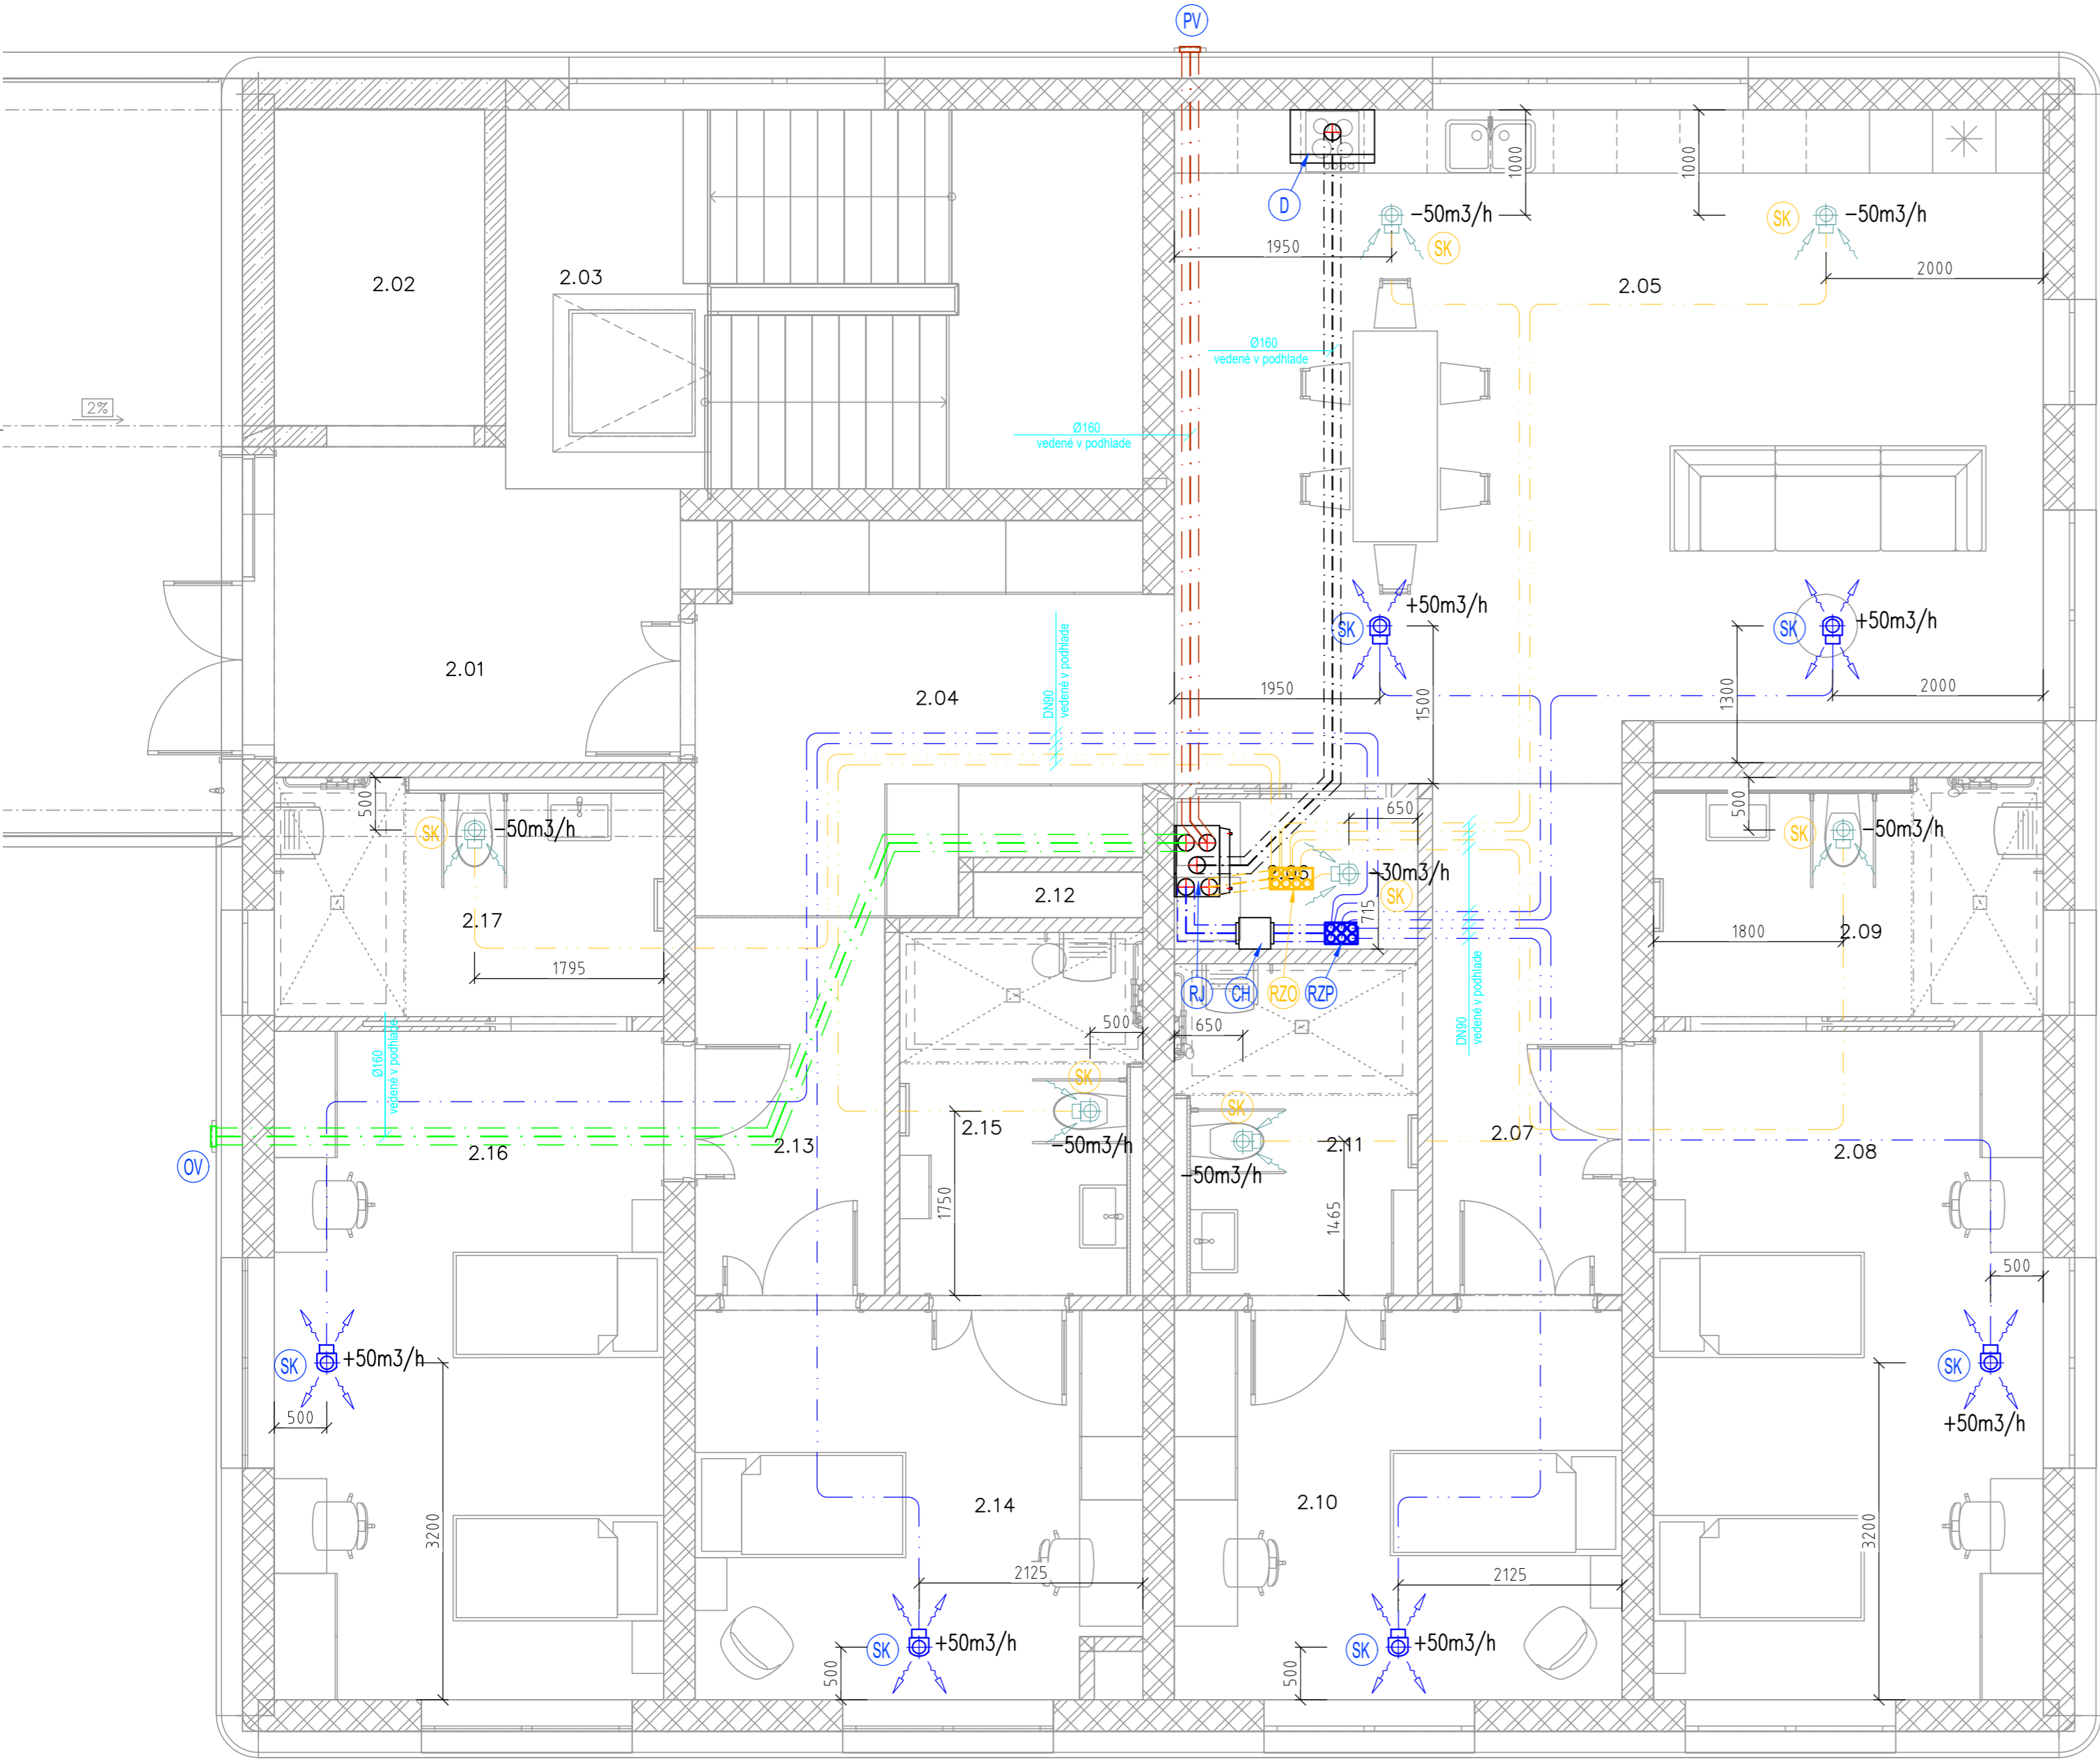 PV
D
1000
1000
-50m3/h
SK
SK
-50m3/h
1950
2000
2.02
2.03
2.05
Ø160
vedené v podhlade
2%
Ø160
vedené v podhlade
SK
+50m3/h
SK
+50m3/h
2.01
2.04
DN90
vedené v podhlade
1950
1500
1300
2000
500
SK
-50m3/h
650
500
SK
-50m3/h
-30m3/h
SK
715
2.17
2.12
1795
1800
2.09
RJ
CH
RZO
RZP
DN90
vedené v podhlade
Ø160
vedené v podhlade
500
650
SK
SK
2.16
2.13
2.15
-50m3/h
-50m3/h
2.11
2.07
2.08
OV
1750
1465
500
SK
+50m3/h
500
SK
+50m3/h
3200
2.14
2.10
3200
2125
2125
SK
+50m3/h
SK
+50m3/h
500
500